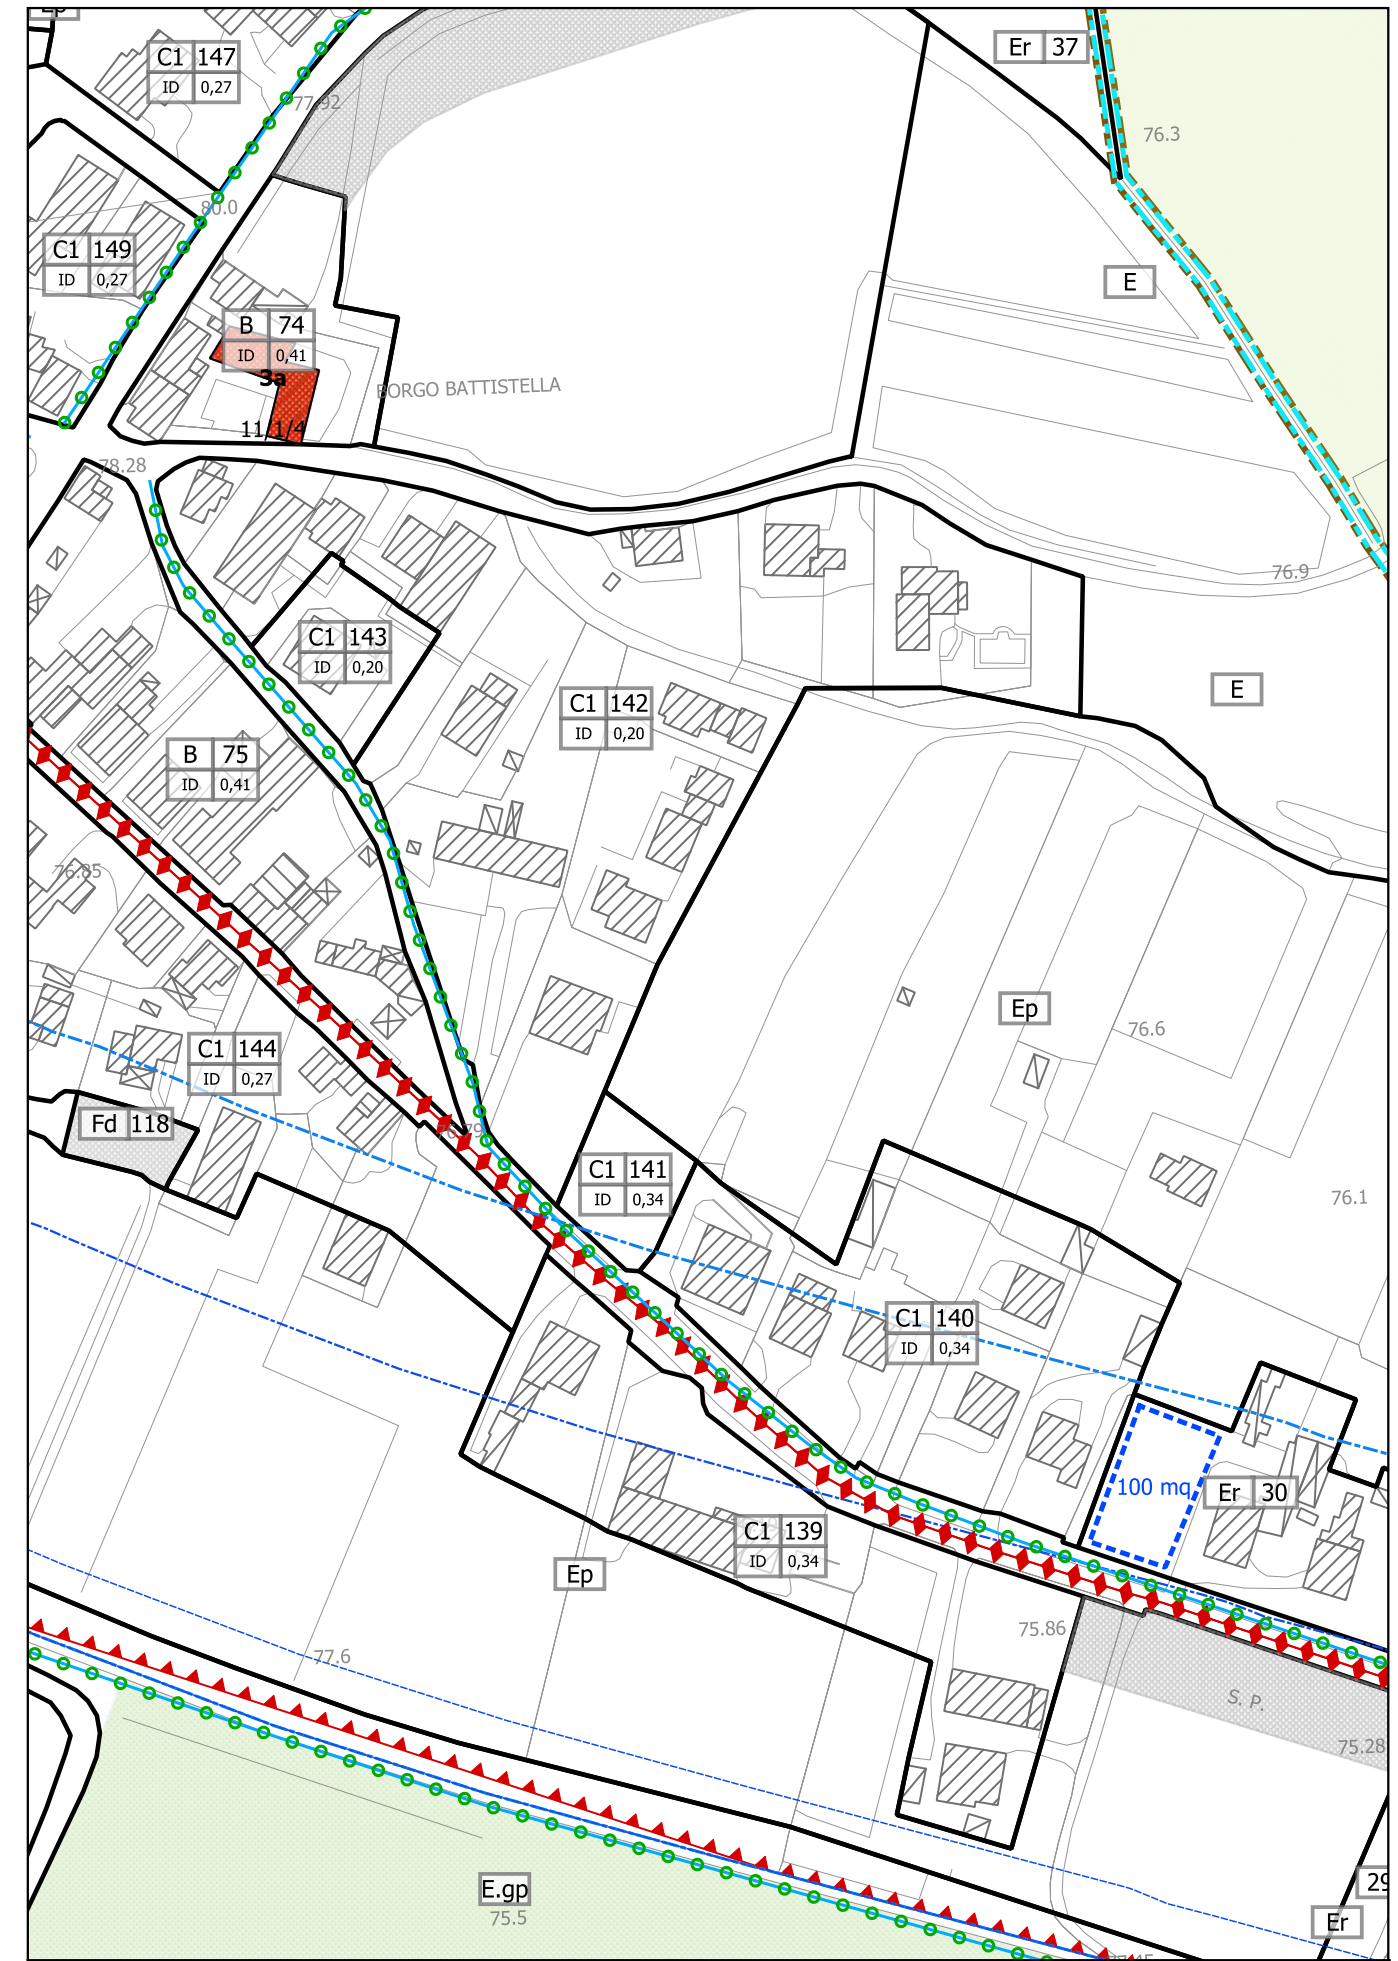 Ep
C1 147
ID 0,27
Er 37
77.92
76.3
80.0
C1 149
ID 0,27
E
B 74
ID 0,41
3a
BORGO BATTISTELLA
11/1/4
78.28
76.9
C1 143
ID 0,20
E
C1 142
ID 0,20
B 75
ID 0,41
76.85
Ep
76.6
C1 144
ID 0,27
Fd 118
76.79
C1 141
ID 0,34
76.1
C1 140
ID 0,34
100 mq
Er 30
C1 139
ID 0,34
Ep
75.86
77.6
S. P.
75.28
E.gp
75.5
29
Er